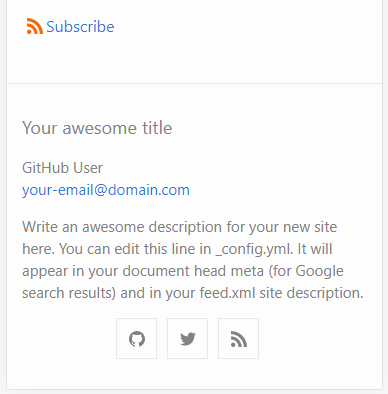 Subscribe
Your awesome title
GitHub User
your-email@domain.com
Write an awesome description for your new site
here. You can edit this line in _config.yml. It will
appear in your document head meta (for Google
search results) and in your feed.xml site description.